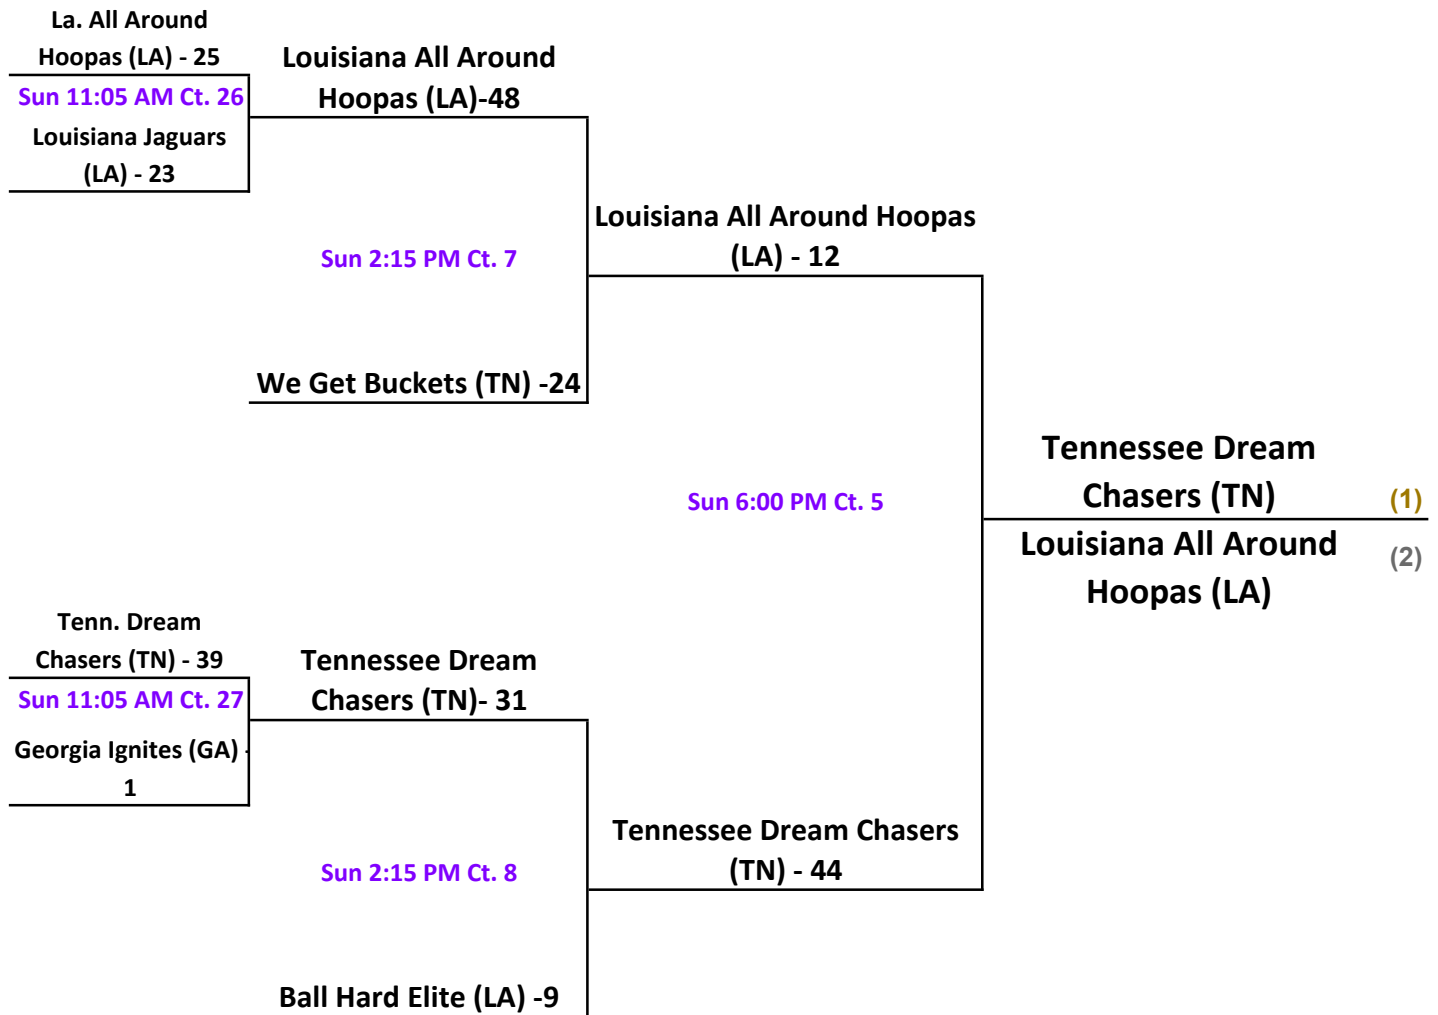 La. All Around
Hoopas (LA) - 25
Sun 11:05 AM Ct. 26
Louisiana Jaguars
(LA) - 23
Louisiana All Around
Hoopas (LA)-48
Sun 2:15 PM Ct. 7
We Get Buckets (TN) -24
Louisiana All Around Hoopas
(LA) - 12
Sun 6:00 PM Ct. 5
Tennessee Dream
Chasers (TN) (1)
Louisiana All Around
Hoopas (LA) (2)
Tenn. Dream
Chasers (TN) - 39
Sun 11:05 AM Ct. 27
Georgia Ignites (GA) -
1
Tennessee Dream
Chasers (TN)- 31
Sun 2:15 PM Ct. 8
Ball Hard Elite (LA) -9
Tennessee Dream Chasers
(TN) - 44